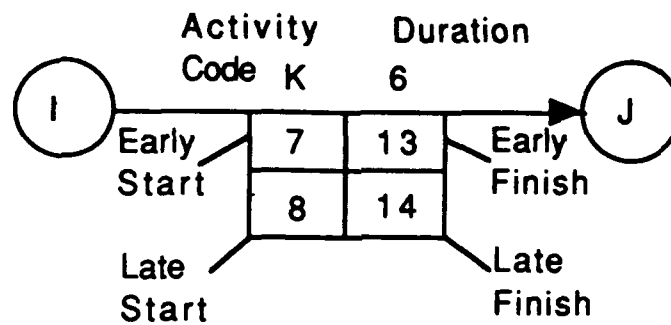 Activity Duration
Code K 6
I J
Early 7 13 Early
Start Finish
8 14
Late Late
Start Finish